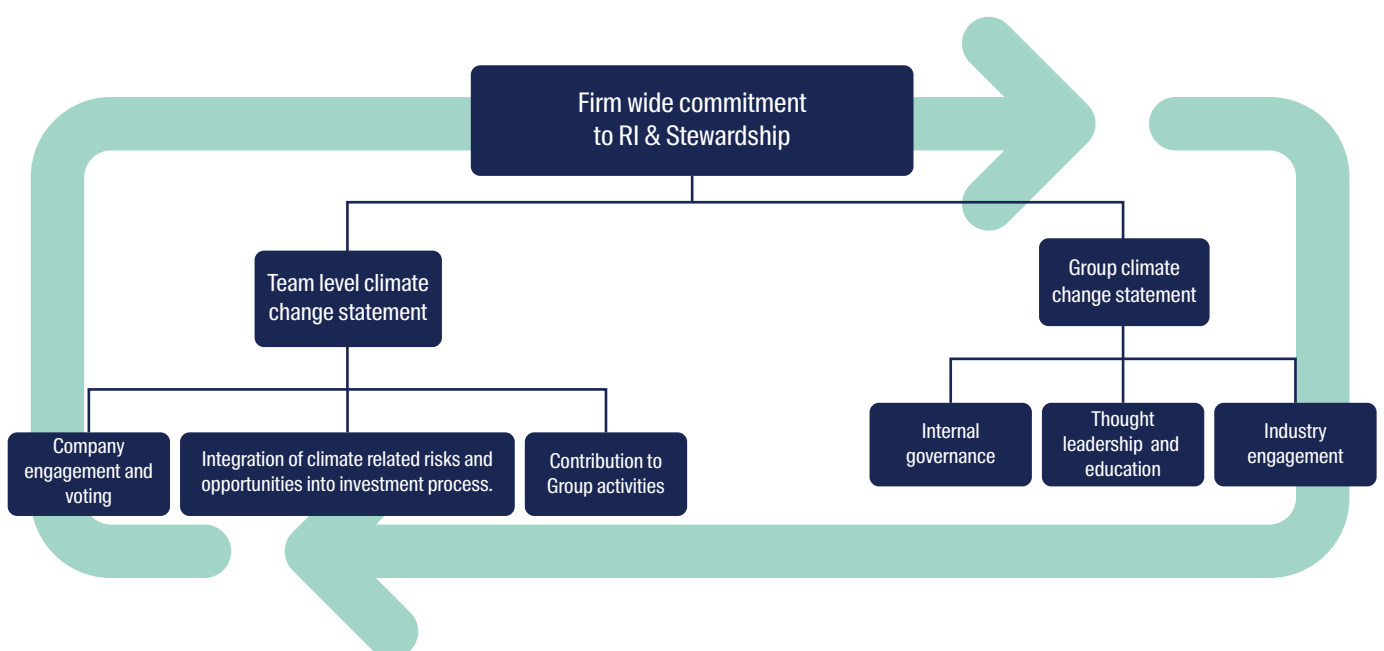 Firm wide commitment
to RI & Stewardship
Team level climate
change statement
Group climate
change statement
Company
engagement and
voting
Integration of climate related risks and
opportunities into investment process.
Contribution to
Group activities
Internal
governance
Thought
leadership and
education
Industry
engagement